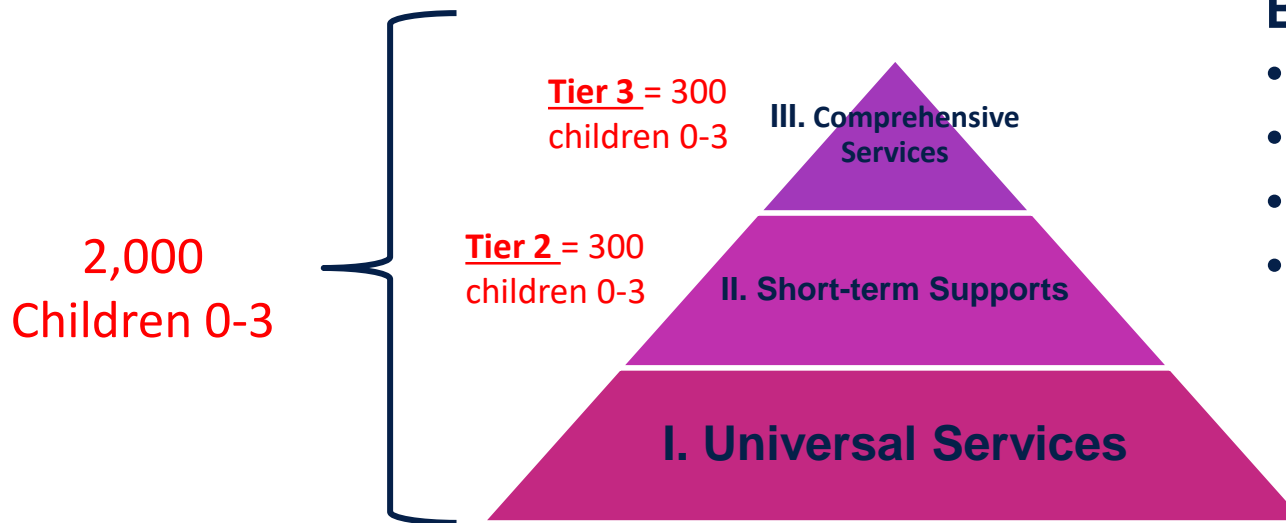 Tier 3 = 300
children 0-3
III. Comprehensive
Services
2,000
Children 0-3
Tier 2 = 300
children 0-3
II. Short-term Supports
I. Universal Services